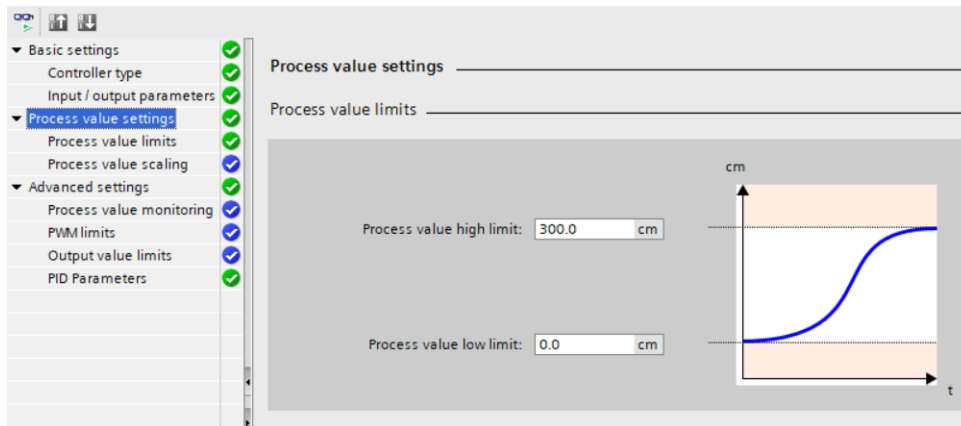 Basic settings
Controller type
Input / output parameters
Process value settings
Process value limits
Process value scaling
Advanced settings
Process value monitoring
PWM limits
Output value limits
PID Parameters
Process value settings
Process value limits
cm
Process value high limit: 300.0 cm
Process value low limit: 0.0 cm
t